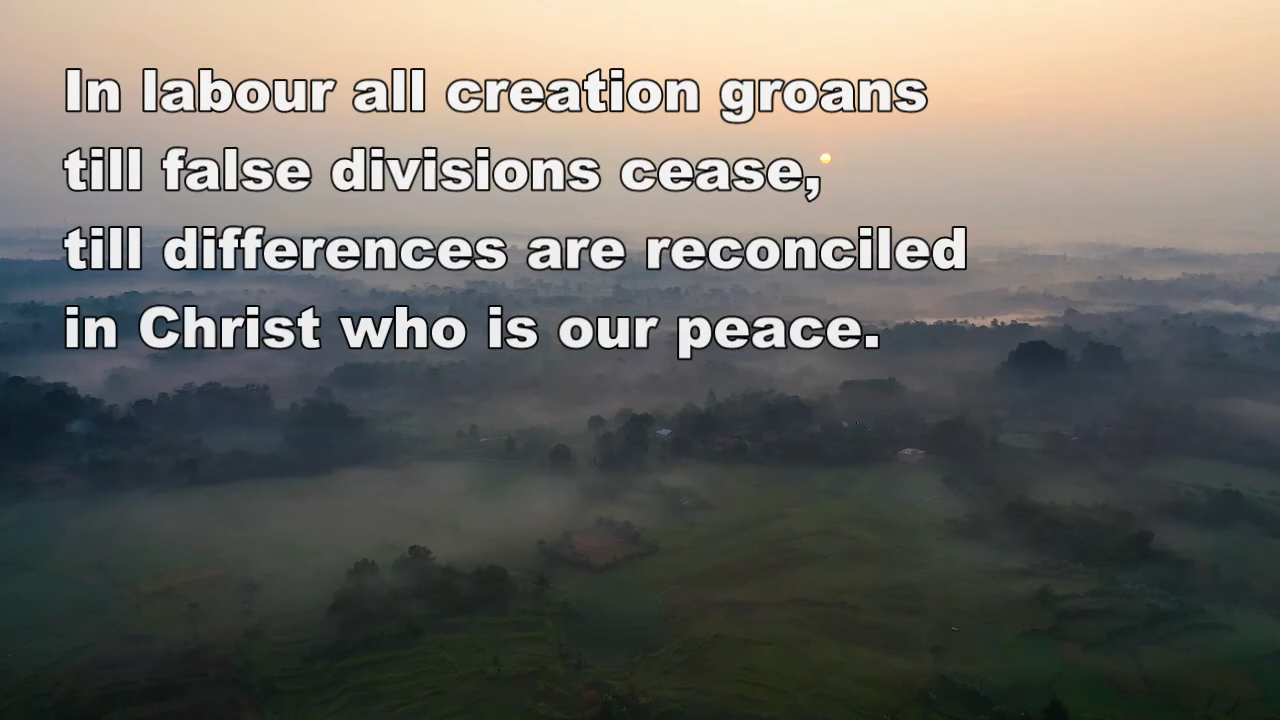 In labour all creation groans
till false divisions cease,
till differences are reconciled
in Christ who is our peace.